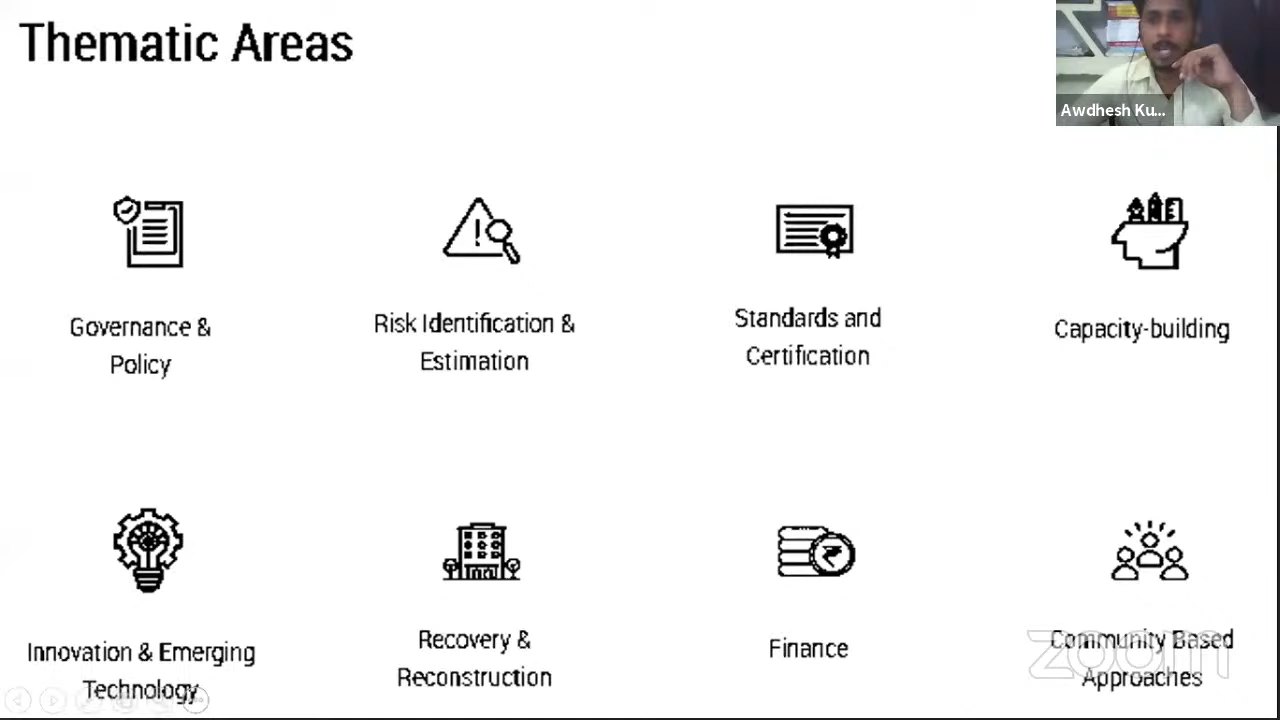 Thematic Areas
Awdhesh Ku...
Governance &
Policy
Risk Identification &
Estimation
Standards and
Certification
Capacity-building
Innovation & Emerging
Technology
Recovery &
Reconstruction
Finance
Community Based
Approaches
zoom